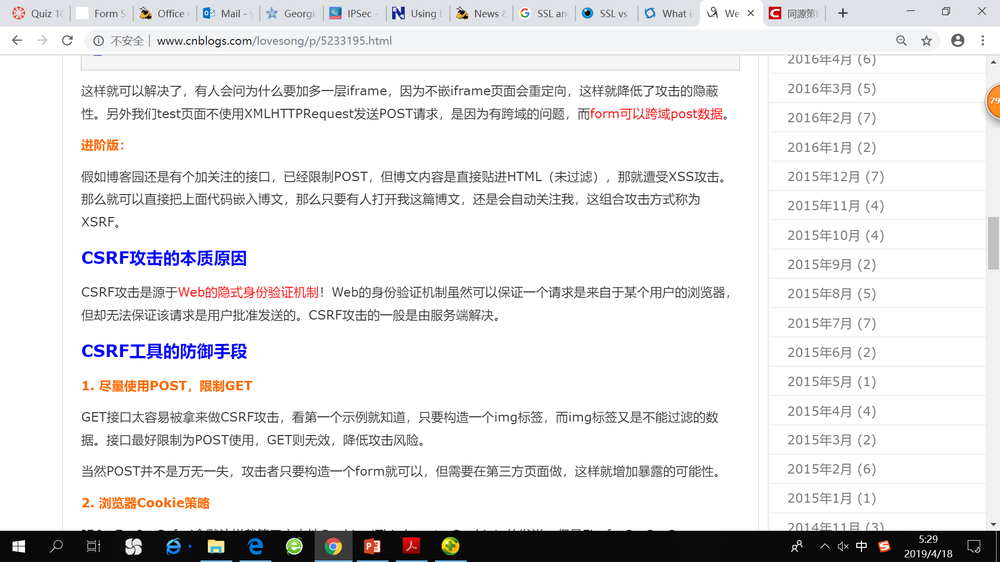 Quiz 10
Form S
Office
Mail - y
Georgi
IPSec -
Using
News &
SSL an
SSL vs
What i
We
同源策
不安全
www.cnblogs.com/lovesong/p/5233195.html
这样就可以解决了，有人会问为什么要加多一层iframe，因为不嵌iframe页面会重定向，这样就降低了攻击的隐蔽
性。另外我们test页面不使用XMLHTTPRequest发送POST请求，是因为有跨域的问题，而form可以跨域post数据。
进阶版：
假如博客园还是有个加关注的接口，已经限制POST，但博文内容是直接贴进HTML（未过滤），那就遭受XSS攻击。
那么就可以直接把上面代码嵌入博文，那么只要有人打开我这篇博文，还是会自动关注我，这组合攻击方式称为
XSRF。
CSRF攻击的本质原因
CSRF攻击是源于Web的隐式身份验证机制！Web的身份验证机制虽然可以保证一个请求是来自于某个用户的浏览器，
但却无法保证该请求是用户批准发送的。CSRF攻击的一般是由服务端解决。
CSRF工具的防御手段
1. 尽量使用POST，限制GET
GET接口太容易被拿来做CSRF攻击，看第一个示例就知道，只要构造一个img标签，而img标签又是不能过滤的数
据。接口最好限制为POST使用，GET则无效，降低攻击风险。
当然POST并不是万无一失，攻击者只要构造一个form就可以，但需要在第三方页面做，这样就增加暴露的可能性。
2. 浏览器Cookie策略
2016年4月 (6)
2016年3月 (5)
2016年2月 (7)
2016年1月 (2)
2015年12月 (7)
2015年11月 (4)
2015年10月 (4)
2015年9月 (2)
2015年8月 (5)
2015年7月 (7)
2015年6月 (2)
2015年5月 (1)
2015年4月 (4)
2015年3月 (2)
2015年2月 (6)
2015年1月 (1)
2014年11月 (3)
79
中
5:29
2019/4/18